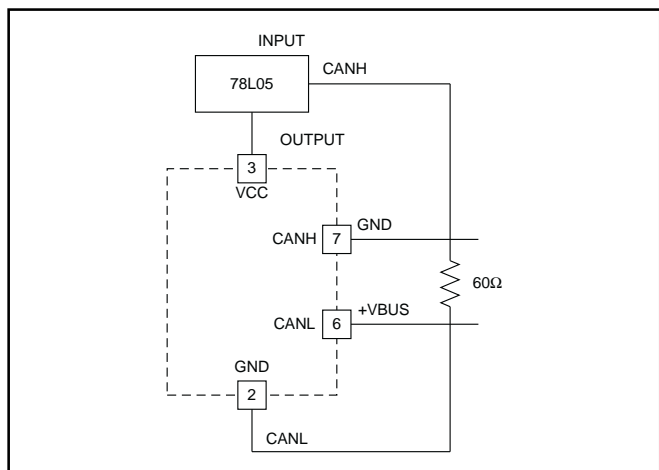 INPUT
78L05
CANH
OUTPUT
3
VCC
CANH
7
GND
60Ω
CANL
6
+VBUS
GND
2
CANL